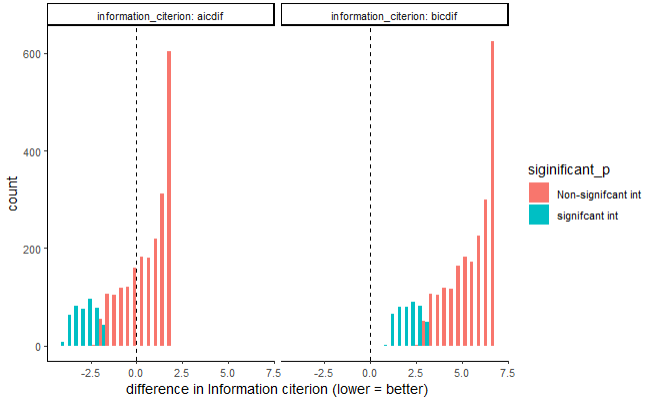 information_citerion: aicdif
information_citerion: bicdif
600
400
200
0
count
-2.5
0.0
2.5
5.0
7.5
-2.5
0.0
2.5
5.0
7.5
difference in Information citerion (lower = better)
siginificant_p
Non-signifcant int
signifcant int